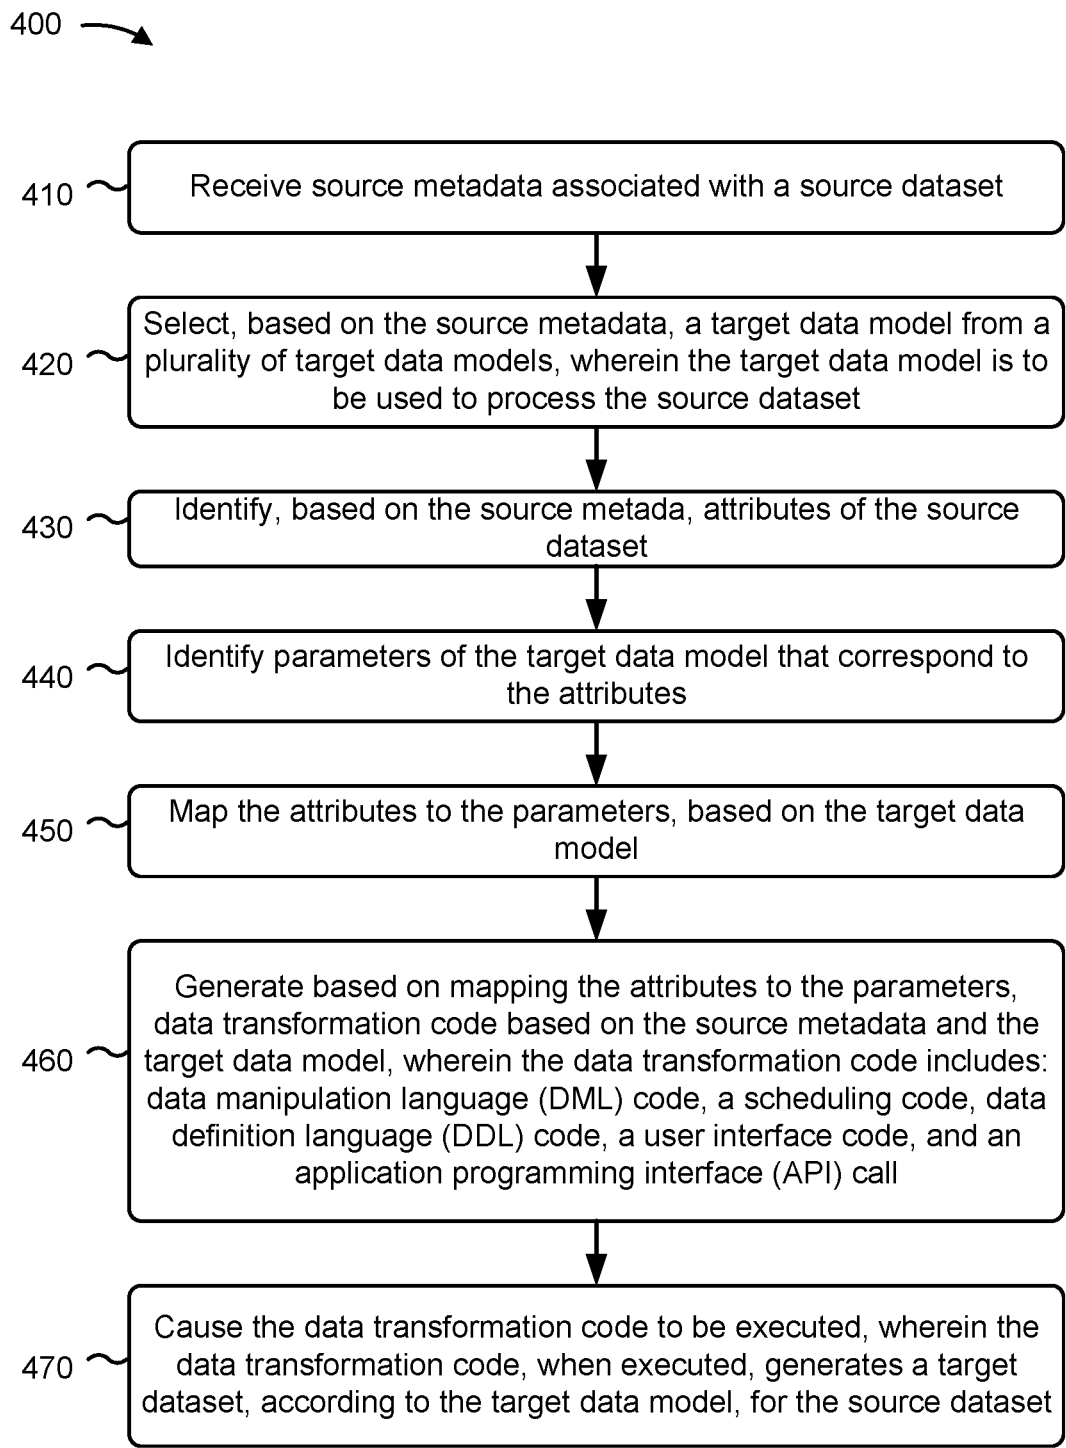 400
410
Receive source metadata associated with a source dataset
420
Select, based on the source metadata, a target data model from a
plurality of target data models, wherein the target data model is to
be used to process the source dataset
430
Identify, based on the source metada, attributes of the source
dataset
440
Identify parameters of the target data model that correspond to
the attributes
450
Map the attributes to the parameters, based on the target data
model
460
Generate based on mapping the attributes to the parameters,
data transformation code based on the source metadata and the
target data model, wherein the data transformation code includes:
data manipulation language (DML) code, a scheduling code, data
definition language (DDL) code, a user interface code, and an
application programming interface (API) call
470
Cause the data transformation code to be executed, wherein the
data transformation code, when executed, generates a target
dataset, according to the target data model, for the source dataset